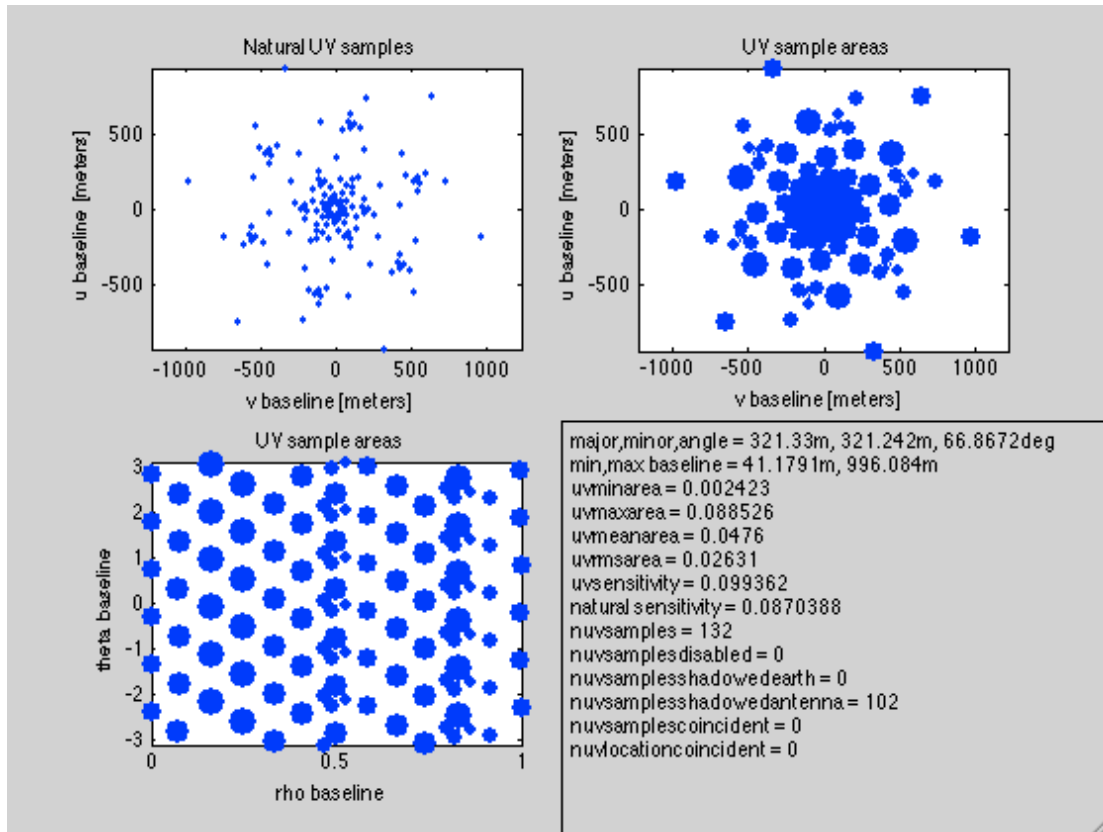 Natural UV samples
500
0
-500
-1000
-500
0
500
1000
u baseline [meters]
v baseline [meters]
UV sample areas
500
0
-500
-1000
-500
0
500
1000
u baseline [meters]
v baseline [meters]
UV sample areas
3
2
1
0
-1
-2
-3
0
0.5
1
theta baseline
rho baseline
major,minor,angle = 321.33m, 321.242m, 66.8672deg
min,max baseline = 41.1791m, 996.084m
uvminarea = 0.002423
uvmaxarea = 0.088526
uvmeanarea = 0.0476
uvrmsarea = 0.02631
uvsensitivity = 0.099362
natural sensitivity = 0.0870388
nuvsamples = 132
nuvsamplesdisabled = 0
nuvsamplesshadowedearth = 0
nuvsamplesshadowedantenna = 102
nuvsamplescoincident = 0
nuvlocationcoincident = 0